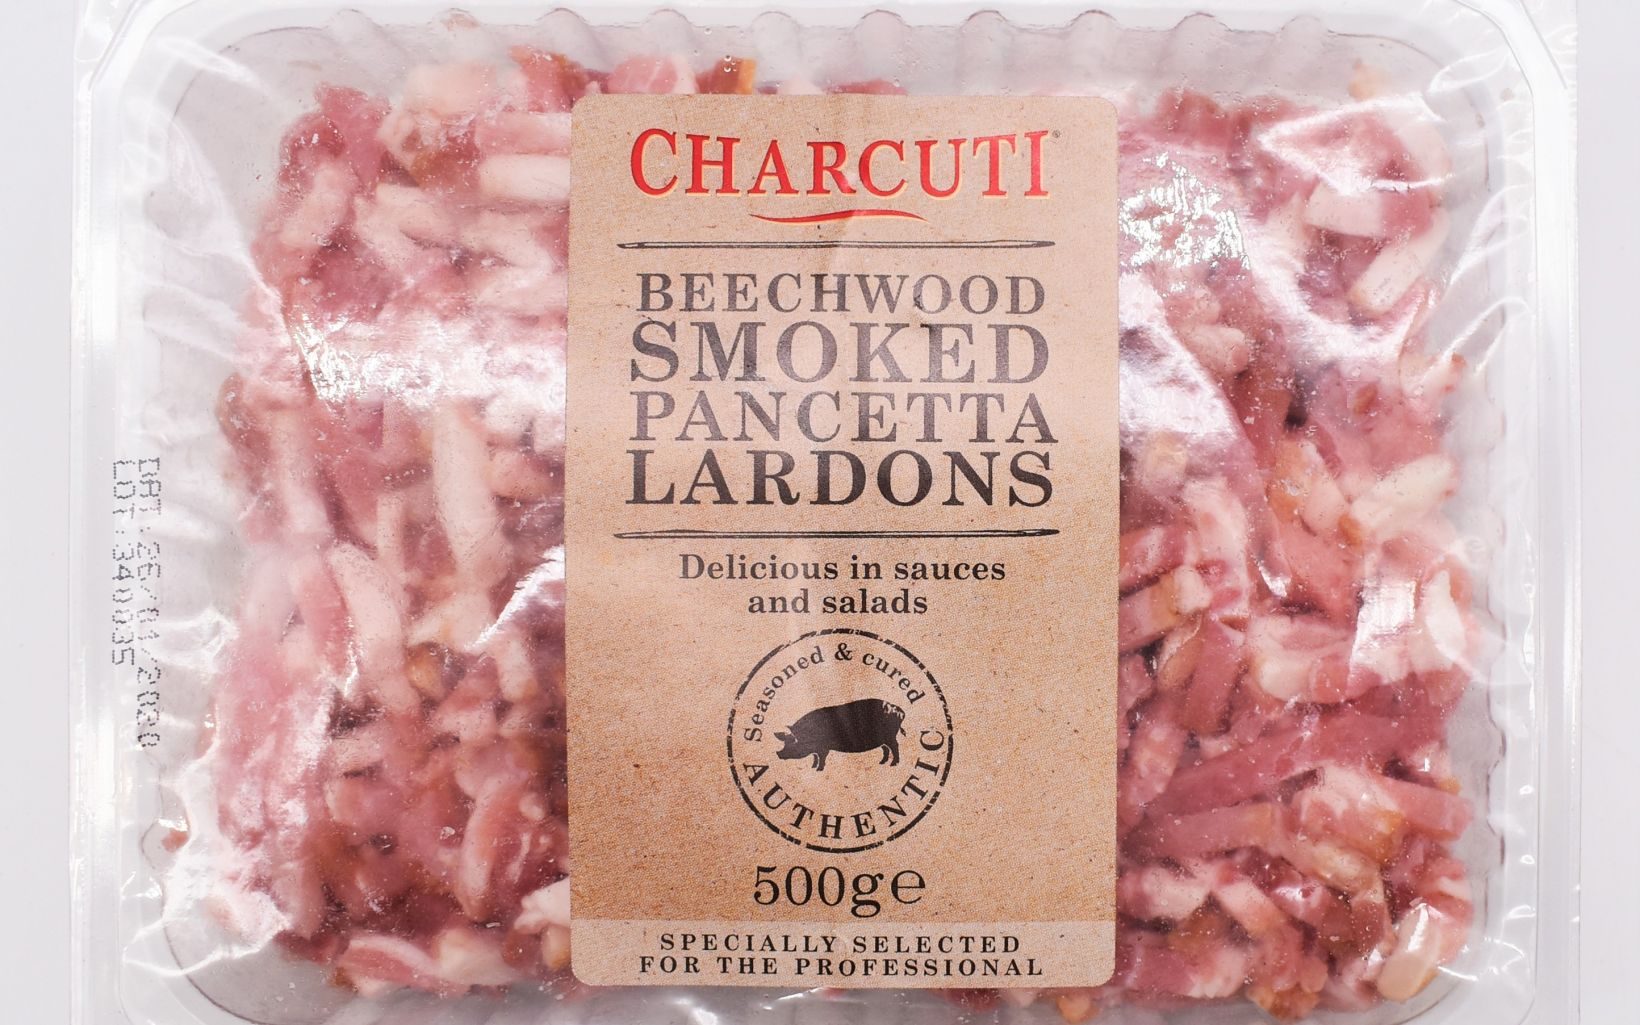 CHARCUTI®
BEECHWOOD
SMOKED
PANCETTA
LARDONS
Delicious in sauces
and salads
Seasoned & cured
AUTHENTIC
500g℮
SPECIALLY SELECTED
FOR THE PROFESSIONAL
DAT:26/01/2020
LOT:340835